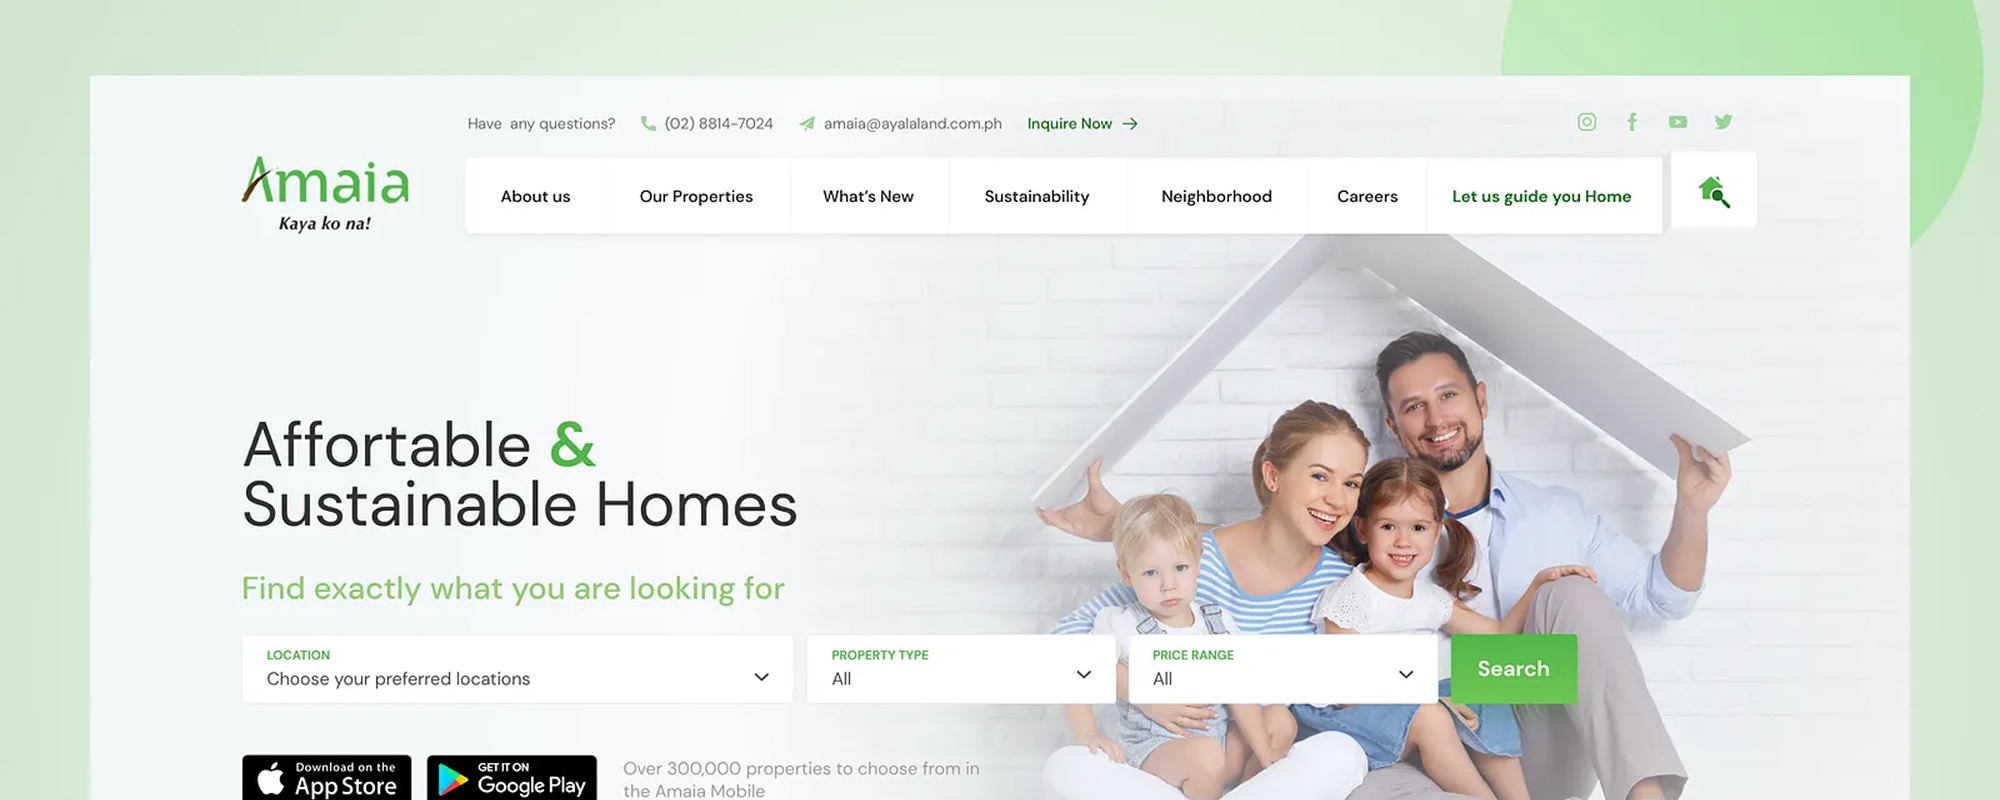 Have any questions?
(02) 8814-7024
amaia@ayalaland.com.ph
Inquire Now
Amaia
Kaya ko na!
About us
Our Properties
What's New
Sustainability
Neighborhood
Careers
Let us guide you Home
Affortable &
Sustainable Homes
Find exactly what you are looking for
LOCATION
Choose your preferred locations
PROPERTY TYPE
All
PRICE RANGE
All
Search
Download on the
App Store
GET IT ON
Google Play
Over 300,000 properties to choose from in
the Amaia Mobile